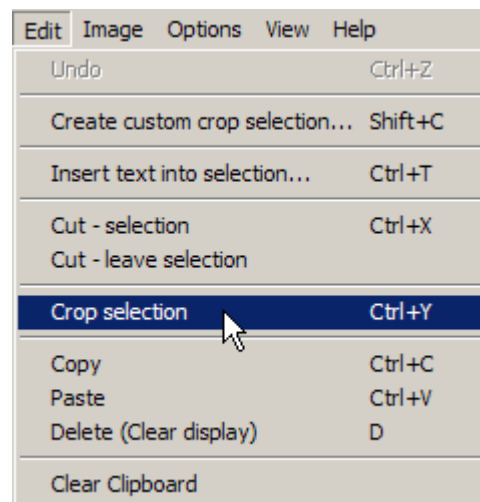 Edit Image Options View Help
Undo Ctrl+Z
Create custom crop selection... Shift+C
Insert text into selection... Ctrl+T
Cut - selection Ctrl+X
Cut - leave selection
Crop selection Ctrl+Y
Copy Ctrl+C
Paste Ctrl+V
Delete (Clear display) D
Clear Clipboard